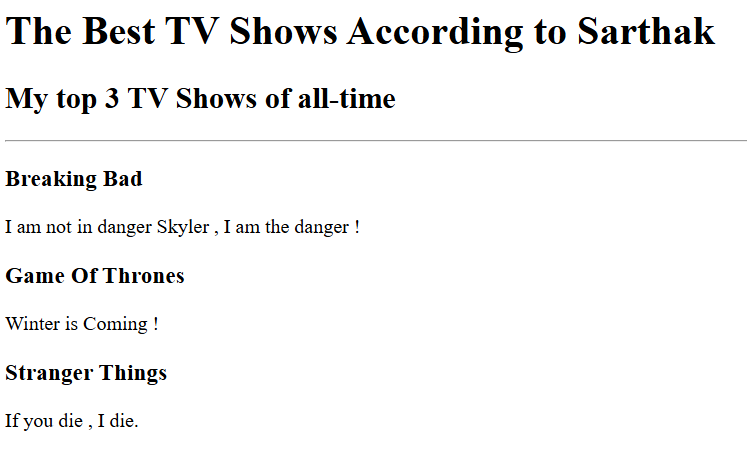 The Best TV Shows According to Sarthak
My top 3 TV Shows of all-time
Breaking Bad
I am not in danger Skyler , I am the danger !
Game Of Thrones
Winter is Coming !
Stranger Things
If you die , I die.